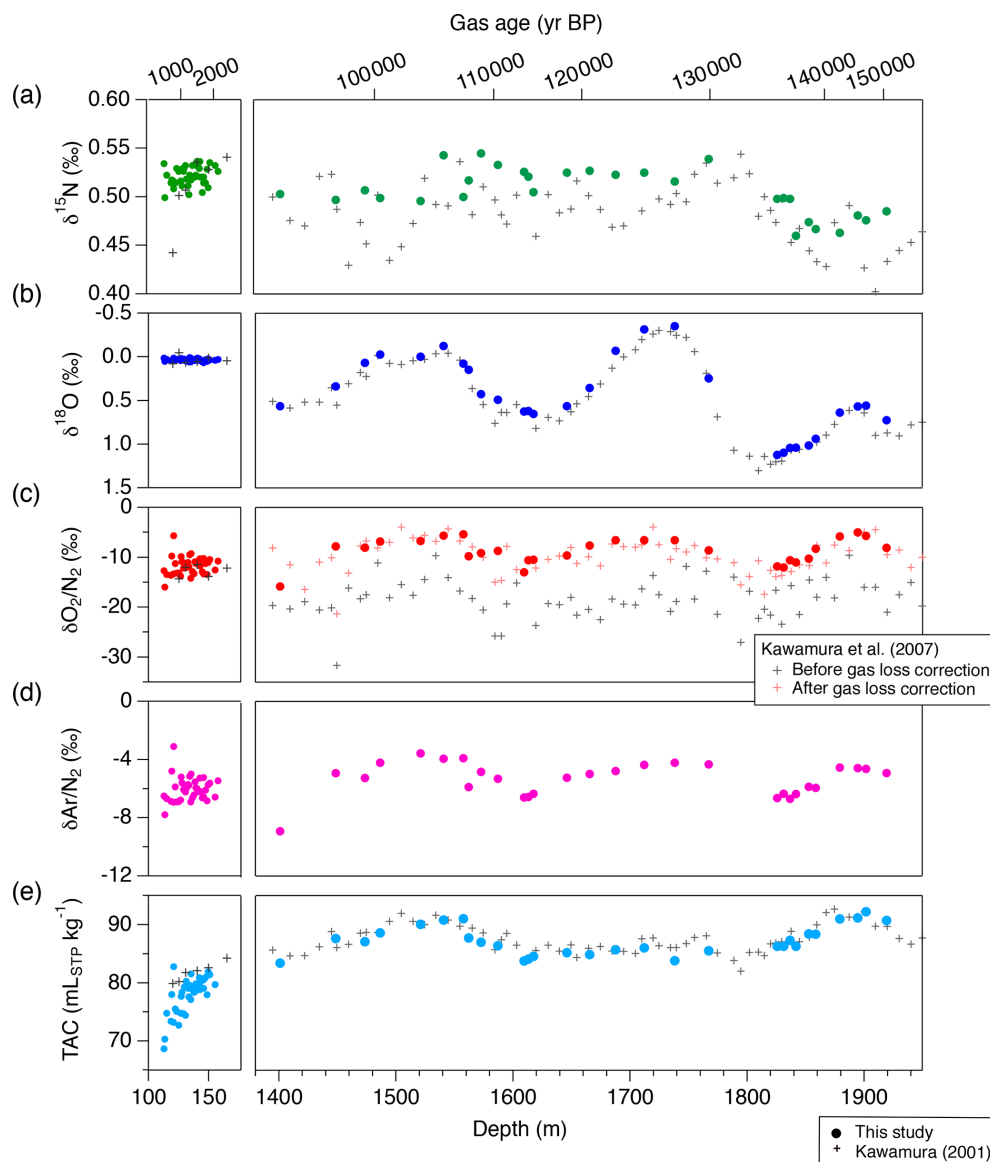 Gas age (yr BP)
1000 2000 100000 110000 120000 130000 140000 150000
(a)
0.60
0.50
0.45
0.40
δ15N (‰)
(b)
-0.5
0.0
0.5
1.0
1.5
δ18O (‰)
(c)
0
-10
-20
-30
δO2/N2 (‰)
Kawamura et al. (2007)
+ Before gas loss correction
+ After gas loss correction
(d)
0
-4
-8
-12
δAr/N2 (‰)
(e)
90
80
70
TAC (mLSTP kg-1)
100 150 1400 1500 1600 1700 1800 1900
Depth (m)
● This study
+ Kawamura (2001)